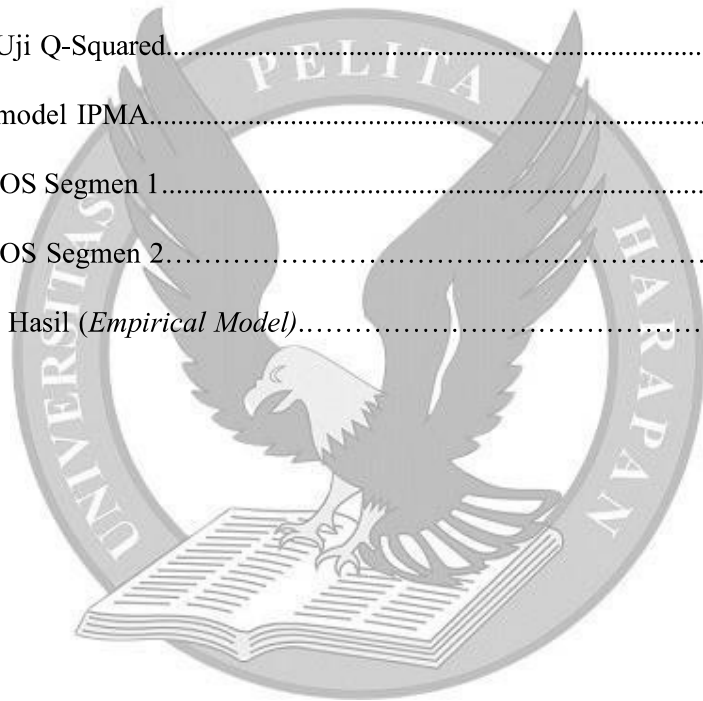 Uji Q-Squared....................................................................
model IPMA.......................................................................
OS Segmen 1......................................................................
OS Segmen 2……………………………………………………………
Hasil (Empirical Model)……………………………………………
UNIVERSITAS PELITA HARAPAN